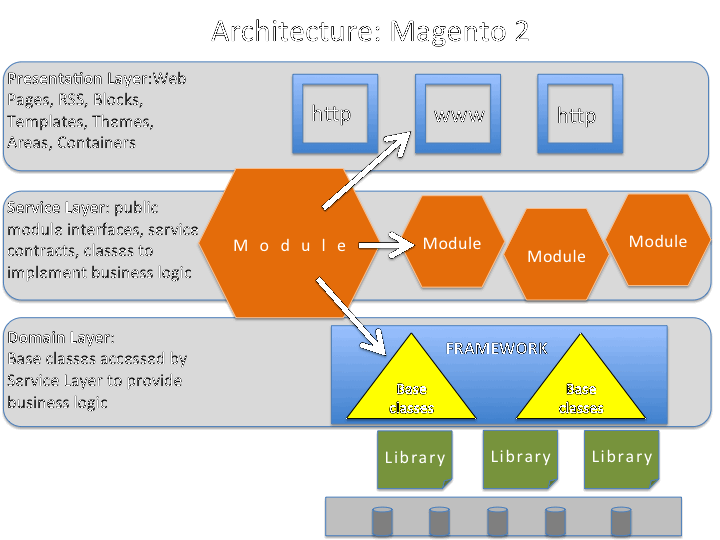 Architecture: Magento 2
Presentation Layer:Web
Pages, RSS, Blocks,
Templates, Themes,
Areas, Containers
http
www
http
Service Layer: public
module interfaces, service
contracts, classes to
implement business logic
Module
Module
Module
Module
Domain Layer:
Base classes accessed by
Service Layer to provide
business logic
FRAMEWORK
Base
classes
Base
classes
Library
Library
Library